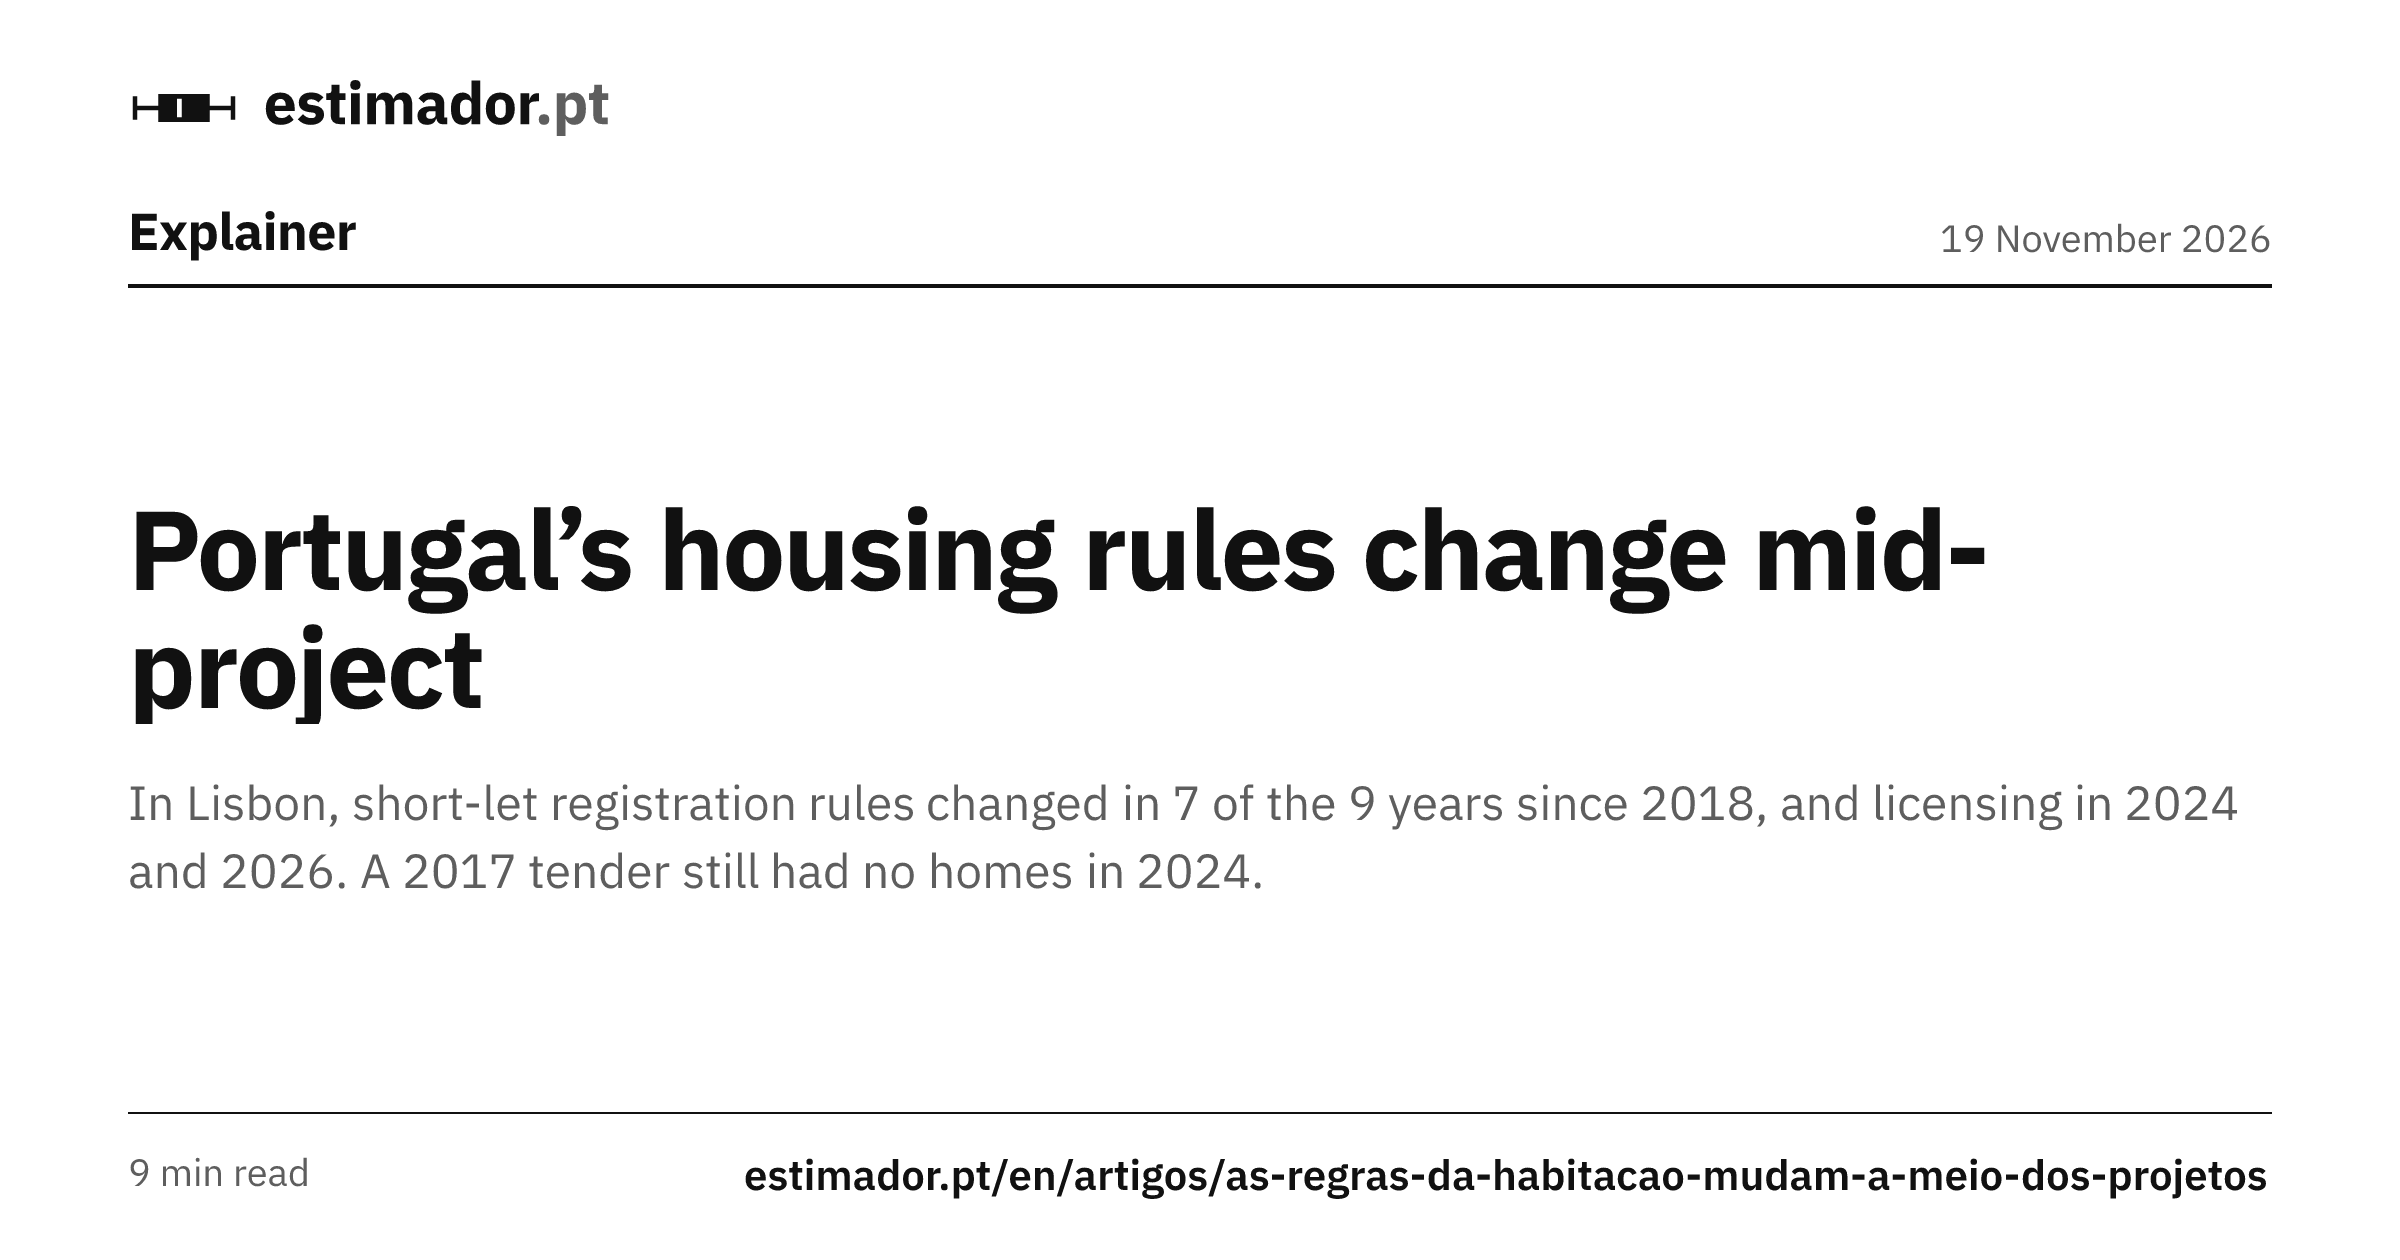 estimador.pt
Explainer
19 November 2026
Portugal’s housing rules change mid-
project
In Lisbon, short-let registration rules changed in 7 of the 9 years since 2018, and licensing in 2024
and 2026. A 2017 tender still had no homes in 2024.
9 min read
estimador.pt/en/artigos/as-regras-da-habitacao-mudam-a-meio-dos-projetos